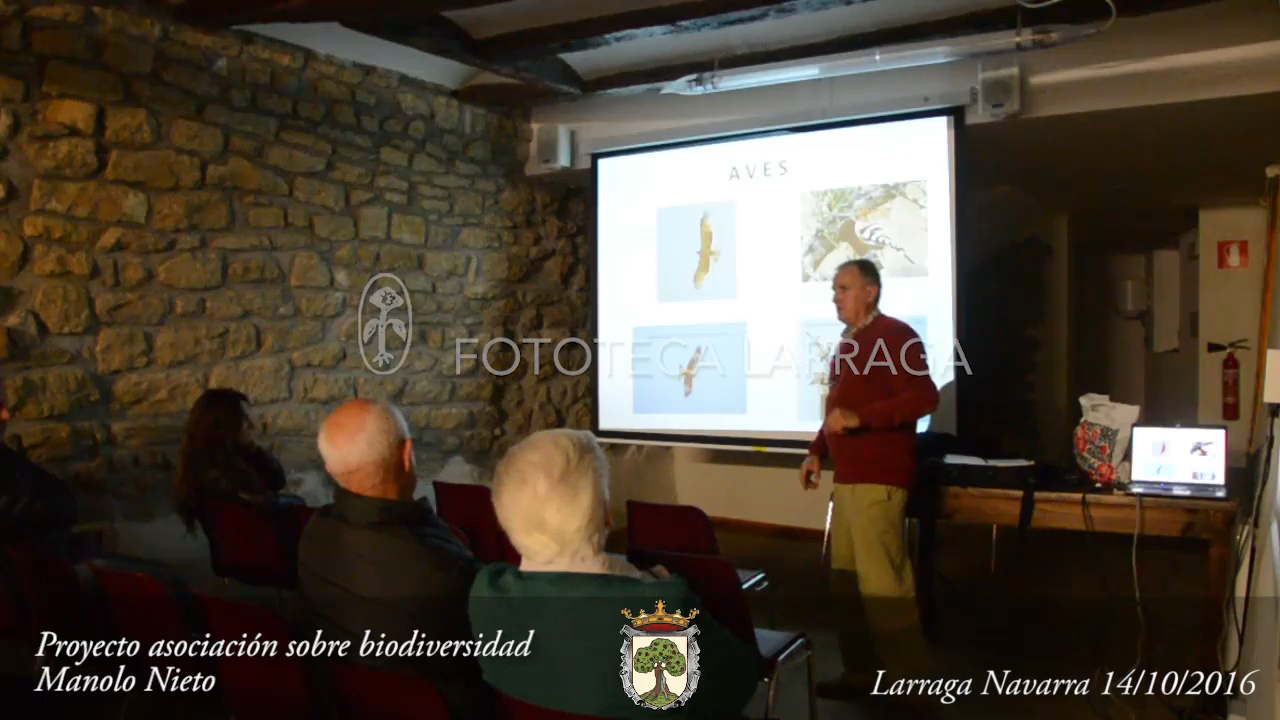 AVES
FOTOTECA LARRAGA
Proyecto asociación sobre biodiversidad
Manolo Nieto
Larraga Navarra 14/10/2016